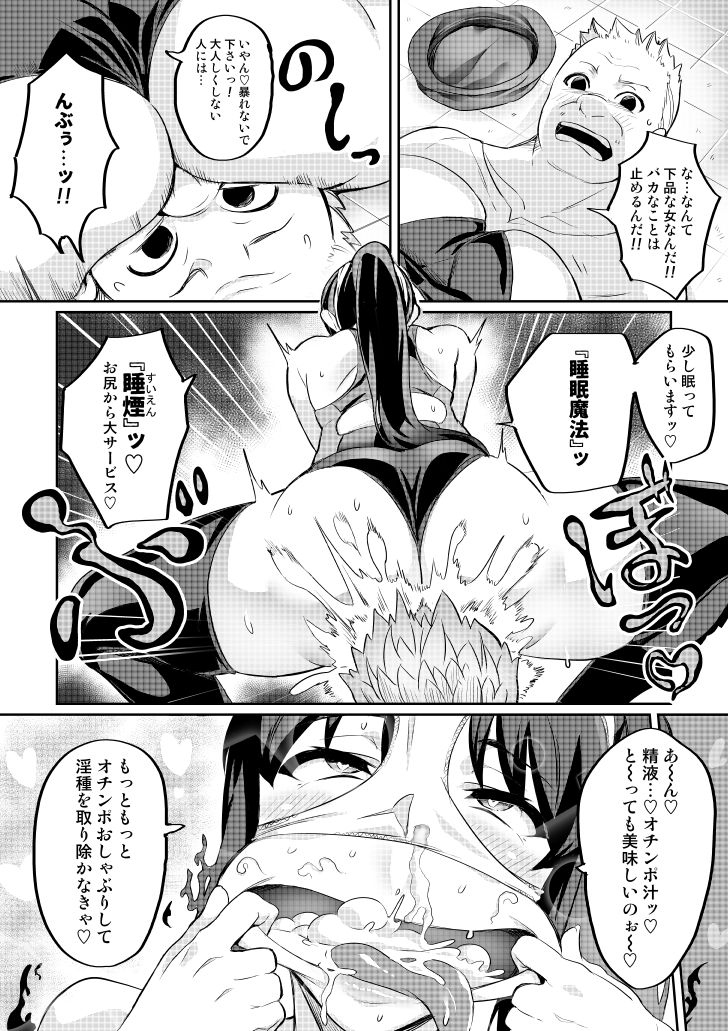 な…なんて
下品な女なんだ!!
バカなことは
止めるんだ!!
いやん♡暴れないで
下さいっ!
大人しくしない
人には…
のしっ
んぶぅ…ッ!!
少し眠って
もらいますッ♡
『睡眠魔法』ッ
『睡煙』ッ♡
すいえん
お尻から大サービス♡
あ〜ん♡
精液…♡オチンポ汁ッ♡
と〜っても美味しいのぉ〜♡
もっともっと
オチンポおしゃぶりして
淫種を取り除かなきゃ♡